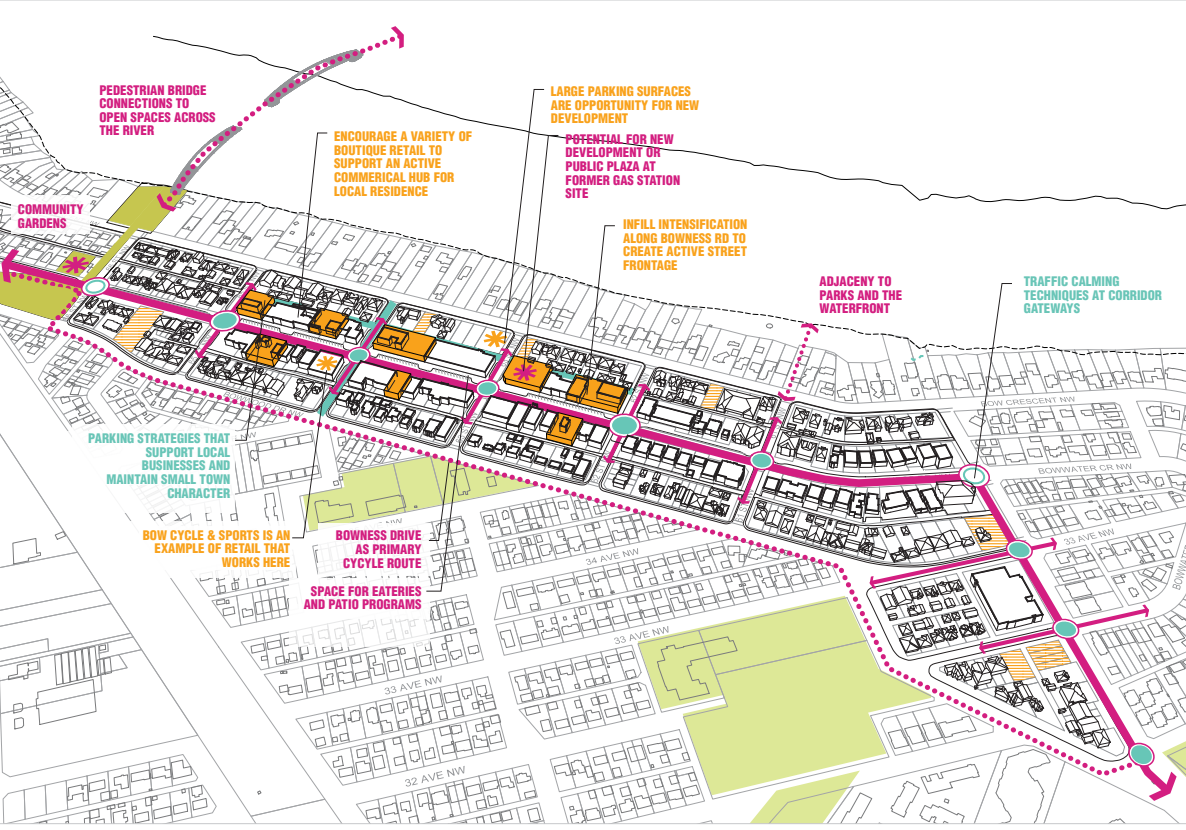 PEDESTRIAN BRIDGE
CONNECTIONS TO
OPEN SPACES ACROSS
THE RIVER
ENCOURAGE A VARIETY OF
BOUTIQUE RETAIL TO
SUPPORT AN ACTIVE
COMMERICAL HUB FOR
LOCAL RESIDENCE
LARGE PARKING SURFACES
ARE OPPORTUNITY FOR NEW
DEVELOPMENT
POTENTIAL FOR NEW
DEVELOPMENT OR
PUBLIC PLAZA AT
FORMER GAS STATION
SITE
COMMUNITY
GARDENS
INFILL INTENSIFICATION
ALONG BOWNESS RD TO
CREATE ACTIVE STREET
FRONTAGE
ADJACENY TO
PARKS AND THE
WATERFRONT
TRAFFIC CALMING
TECHNIQUES AT CORRIDOR
GATEWAYS
BOW CRESCENT NW
BOWWATER CR NW
33 AVE NW
PARKING STRATEGIES THAT
SUPPORT LOCAL
BUSINESSES AND
MAINTAIN SMALL TOWN
CHARACTER
NW
BOW CYCLE & SPORTS IS AN
EXAMPLE OF RETAIL THAT
WORKS HERE
NW
BOWNESS DRIVE
AS PRIMARY
CYCYLE ROUTE
SPACE FOR EATERIES
AND PATIO PROGRAMS
34 AVE NW
33 AVE NW
33 AVE NW
32 AVE NW